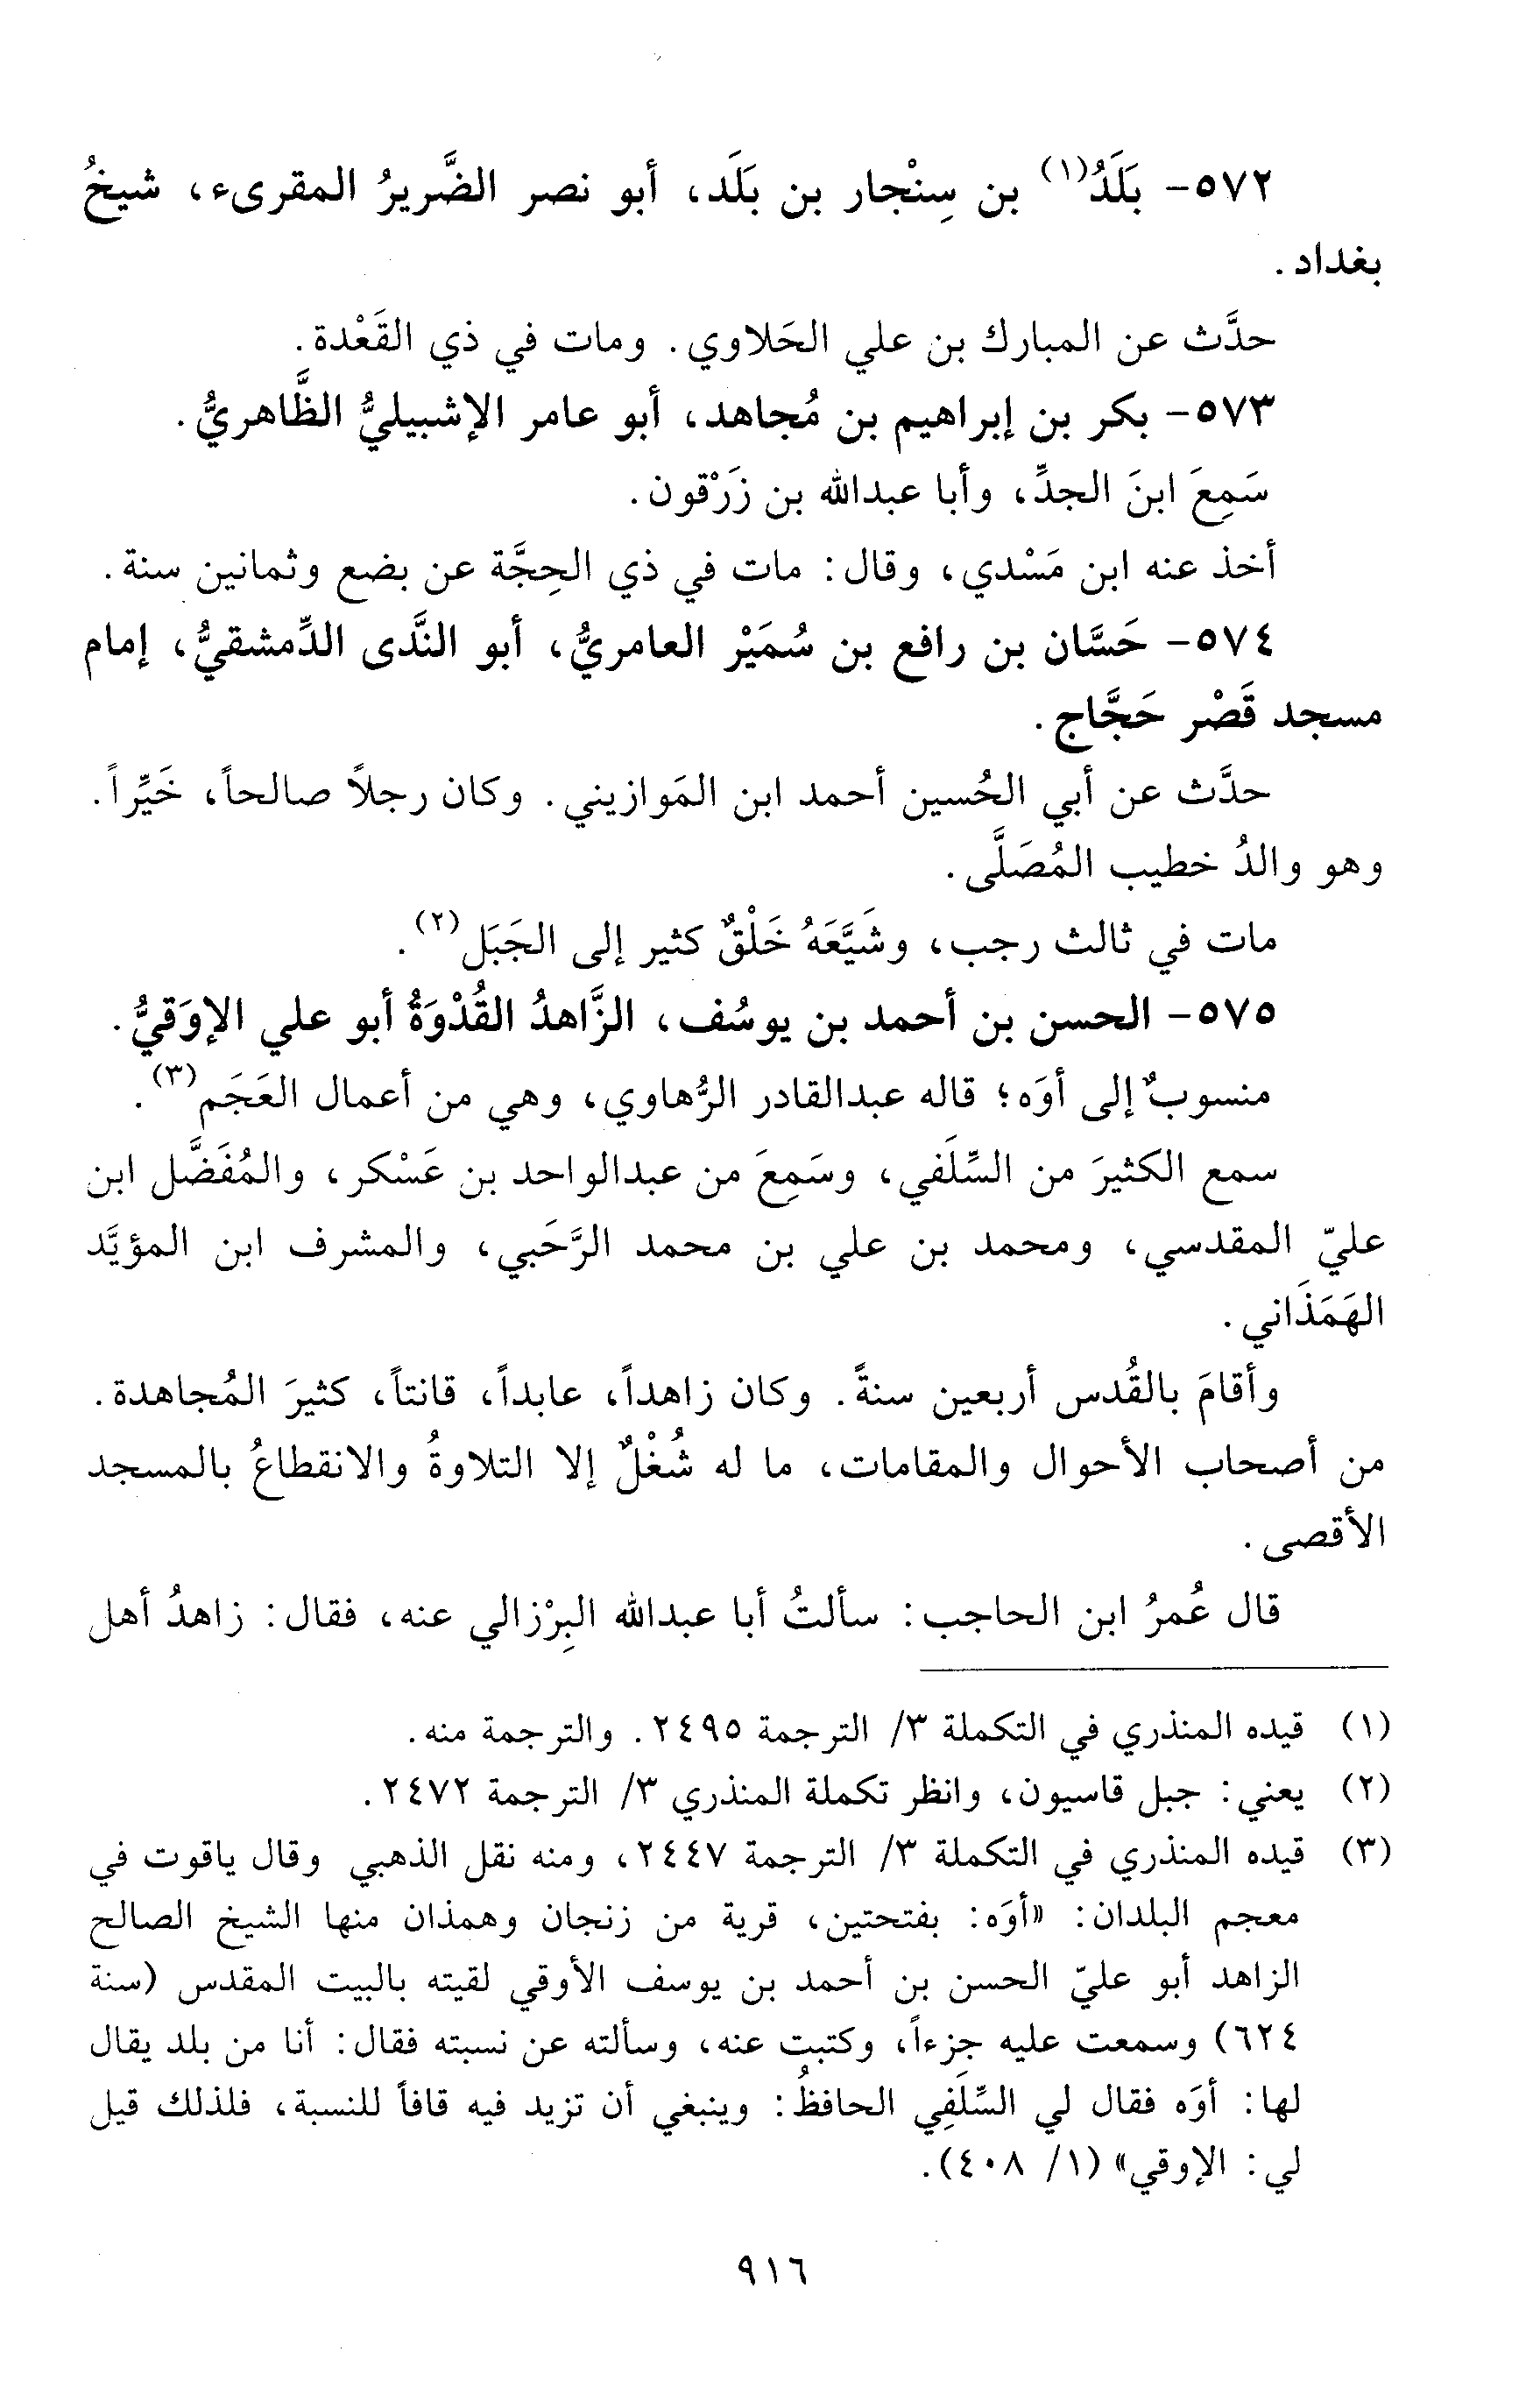 ٥٧٢- بَلَدُ(١) بن سِنْجار بن بَلَد، أبو نصر الضَّريرُ المقرىء، شيخُ
بغداد.
حدَّث عن المبارك بن علي الحَلاوي. ومات في ذي القَعْدة.
٥٧٣- بكر بن إبراهيم بن مُجاهد، أبو عامر الإشبيليُّ الظَّاهريُّ.
سَمِعَ ابنَ الجدِّ، وأبا عبدالله بن زَرْقون.
أخذ عنه ابن مَسْدي، وقال: مات في ذي الحِجَّة عن بضع وثمانين سنة.
٥٧٤- حَسَّان بن رافع بن سُمَيْر العامريُّ، أبو النَّدى الدِّمشقيُّ، إمام
مسجد قَصْر حَجَّاج.
حدَّث عن أبي الحُسين أحمد ابن المَوازيني. وكان رجلاً صالحاً، خَيِّراً.
وهو والدُ خطيب المُصَلَّى.
مات في ثالث رجب، وشَيَّعَهُ خَلْقٌ كثير إلى الجَبَل(٢).
٥٧٥- الحسن بن أحمد بن يوسُف، الزَّاهدُ القُدْوَةُ أبو علي الإوَقيُّ.
منسوبٌ إلى أوَه؛ قاله عبدالقادر الرُّهاوي، وهي من أعمال العَجَم(٣).
سمع الكثيرَ من السِّلَفي، وسَمِعَ من عبدالواحد بن عَسْكر، والمُفَضَّل ابن
عليّ المقدسي، ومحمد بن علي بن محمد الرَّحَبي، والمشرف ابن المؤيَّد
الهَمَذَاني.
وأقامَ بالقُدس أربعين سنةً. وكان زاهداً، عابداً، قانتاً، كثيرَ المُجاهدة.
من أصحاب الأحوال والمقامات، ما له شُغْلٌ إلا التلاوةُ والانقطاعُ بالمسجد
الأقصى.
قال عُمرُ ابن الحاجب: سألتُ أبا عبدالله البِرْزالي عنه، فقال: زاهدُ أهل
(١) قيده المنذري في التكملة ٣/ الترجمة ٢٤٩٥. والترجمة منه.
(٢) يعني: جبل قاسيون، وانظر تكملة المنذري ٣/ الترجمة ٢٤٧٢.
(٣) قيده المنذري في التكملة ٣/ الترجمة ٢٤٤٧، ومنه نقل الذهبي وقال ياقوت في
معجم البلدان: «أوَه: بفتحتين، قرية من زنجان وهمذان منها الشيخ الصالح
الزاهد أبو عليّ الحسن بن أحمد بن يوسف الأوقي لقيته بالبيت المقدس (سنة
٦٢٤) وسمعت عليه جزءاً، وكتبت عنه، وسألته عن نسبته فقال: أنا من بلد يقال
لها: أوَه فقال لي السِّلَفِي الحافظُ: وينبغي أن تزيد فيه قافاً للنسبة، فلذلك قيل
لي: الإوقي» (١/ ٤٠٨).
٩١٦